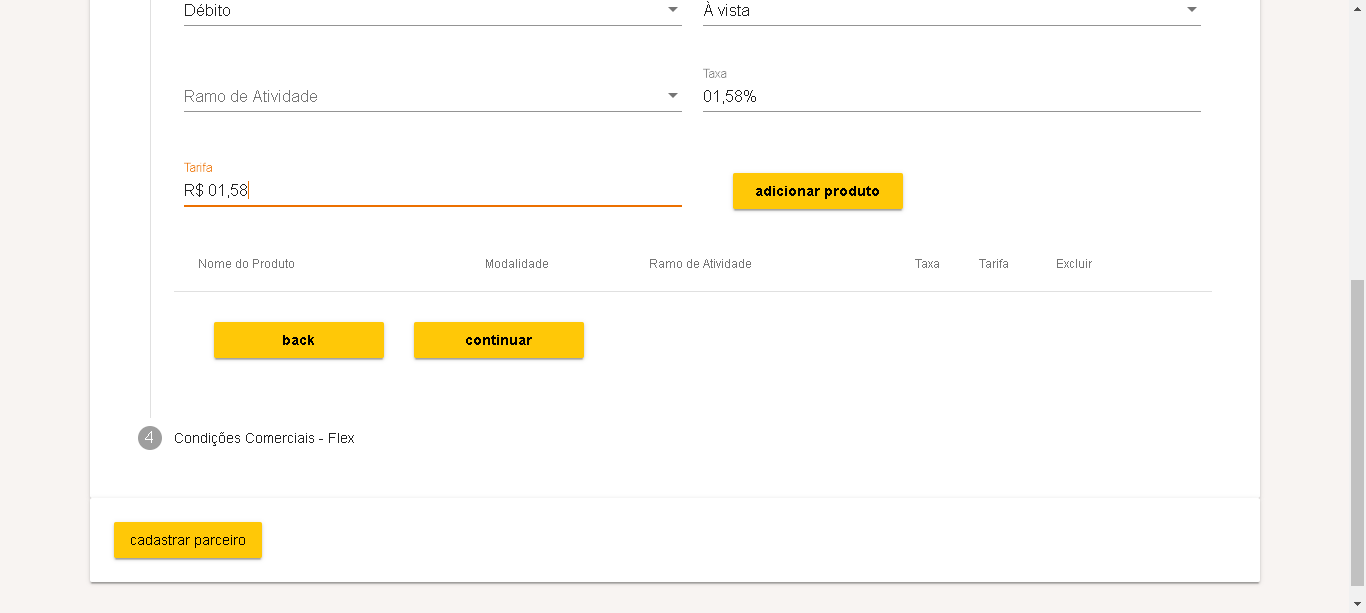 Débito
À vista
Ramo de Atividade
Taxa
01,58%
Tarifa
R$ 01,58
adicionar produto
Nome do Produto Modalidade Ramo de Atividade Taxa Tarifa Excluir
back continuar
4 Condições Comerciais - Flex
cadastrar parceiro